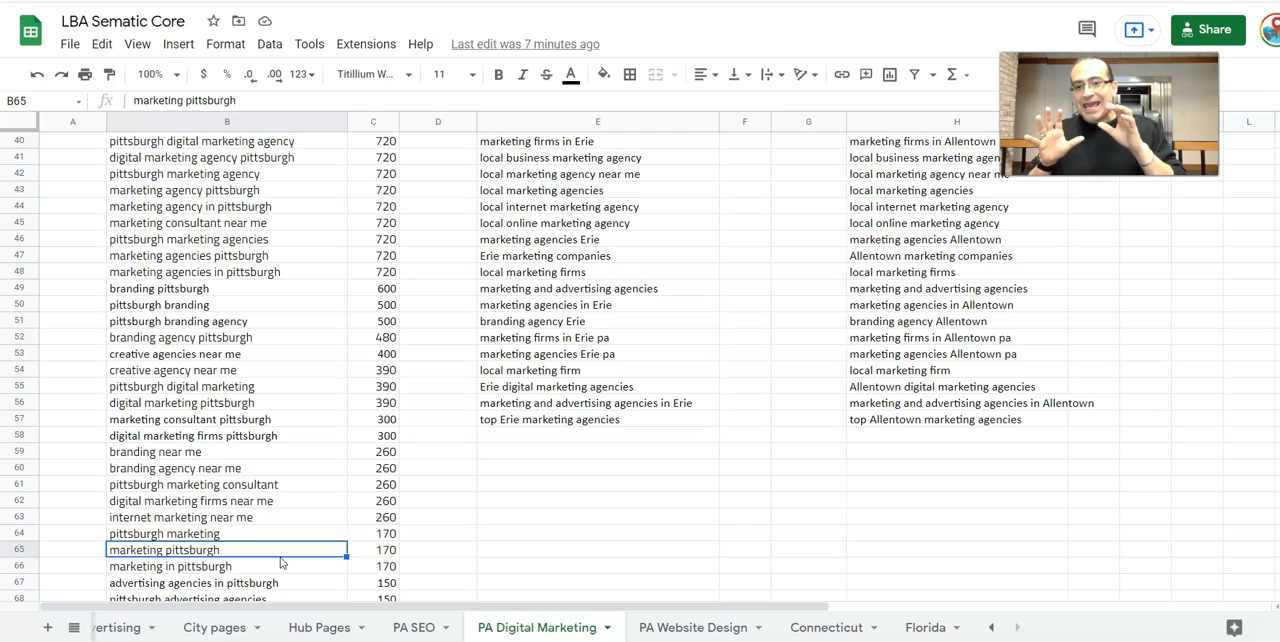 LBA Sematic Core
File Edit View Insert Format Data Tools Extensions Help Last edit was 7 minutes ago
Share
100% $ % .0 .00 123 Titillium W... 11 B I S A
B65 fx marketing pittsburgh
A B C D E F G H L
40 pittsburgh digital marketing agency 720 marketing firms in Erie marketing firms in Allentown
41 digital marketing agency pittsburgh 720 local business marketing agency local business marketing agen
42 pittsburgh marketing agency 720 local marketing agency near me local marketing agency near me
43 marketing agency pittsburgh 720 local marketing agencies local marketing agencies
44 marketing agency in pittsburgh 720 local internet marketing agency local internet marketing agency
45 marketing consultant near me 720 local online marketing agency local online marketing agency
46 pittsburgh marketing agencies 720 marketing agencies Erie marketing agencies Allentown
47 marketing agencies pittsburgh 720 Erie marketing companies Allentown marketing companies
48 marketing agencies in pittsburgh 720 local marketing firms local marketing firms
49 branding pittsburgh 600 marketing and advertising agencies marketing and advertising agencies
50 pittsburgh branding 500 marketing agencies in Erie marketing agencies in Allentown
51 pittsburgh branding agency 500 branding agency Erie branding agency Allentown
52 branding agency pittsburgh 480 marketing firms in Erie pa marketing firms in Allentown pa
53 creative agencies near me 400 marketing agencies Erie pa marketing agencies Allentown pa
54 creative agency near me 390 local marketing firm local marketing firm
55 pittsburgh digital marketing 390 Erie digital marketing agencies Allentown digital marketing agencies
56 digital marketing pittsburgh 390 marketing and advertising agencies in Erie marketing and advertising agencies in Allentown
57 marketing consultant pittsburgh 300 top Erie marketing agencies top Allentown marketing agencies
58 digital marketing firms pittsburgh 300
59 branding near me 260
60 branding agency near me 260
61 pittsburgh marketing consultant 260
62 digital marketing firms near me 260
63 internet marketing near me 260
64 pittsburgh marketing 170
65 marketing pittsburgh 170
66 marketing in pittsburgh 170
67 advertising agencies in pittsburgh 150
68 pittsburgh advertising agencies 150
vertising City pages Hub Pages PA SEO PA Digital Marketing PA Website Design Connecticut Florida